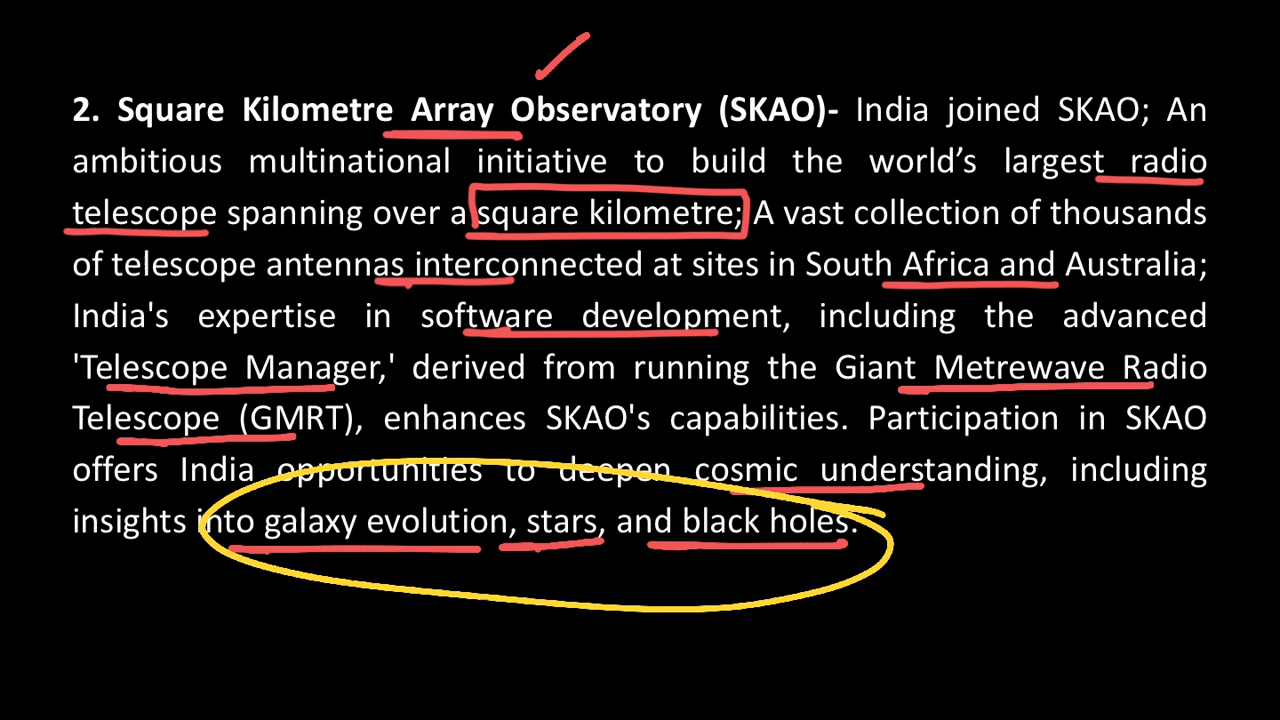 2. Square Kilometre Array Observatory (SKAO)- India joined SKAO; An
ambitious multinational initiative to build the world’s largest radio
telescope spanning over a square kilometre; A vast collection of thousands
of telescope antennas interconnected at sites in South Africa and Australia;
India's expertise in software development, including the advanced
'Telescope Manager,' derived from running the Giant Metrewave Radio
Telescope (GMRT), enhances SKAO's capabilities. Participation in SKAO
offers India opportunities to deepen cosmic understanding, including
insights into galaxy evolution, stars, and black holes.